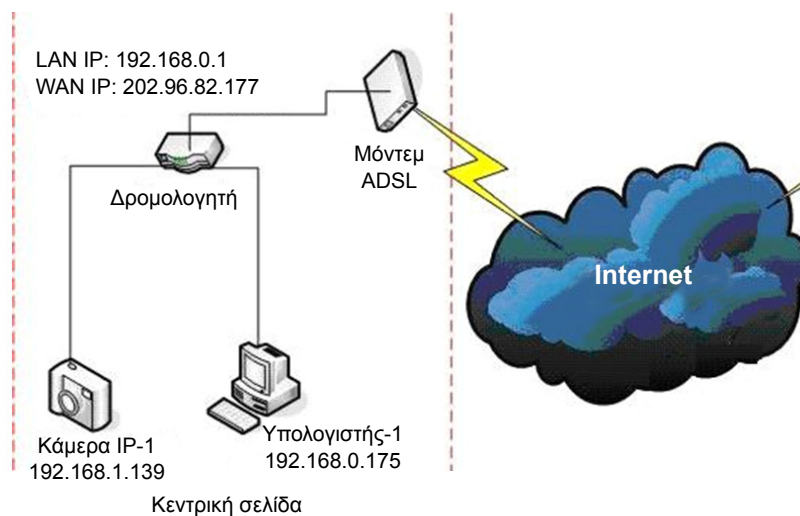 LAN IP: 192.168.0.1
WAN IP: 202.96.82.177
Μόντεμ
ADSL
Δρομολογητή
Internet
Κάμερα IP-1
192.168.1.139
Υπολογιστής-1
192.168.0.175
Κεντρική σελίδα